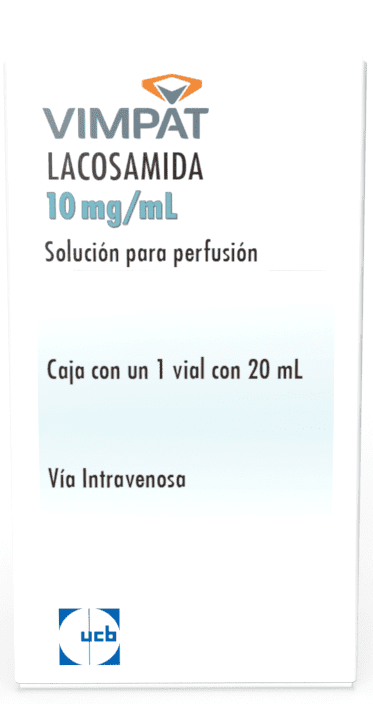 VIMPAT
LACOSAMIDA
10 mg/mL
Solución para perfusión
Caja con un 1 vial con 20 mL
Vía Intravenosa
ucb